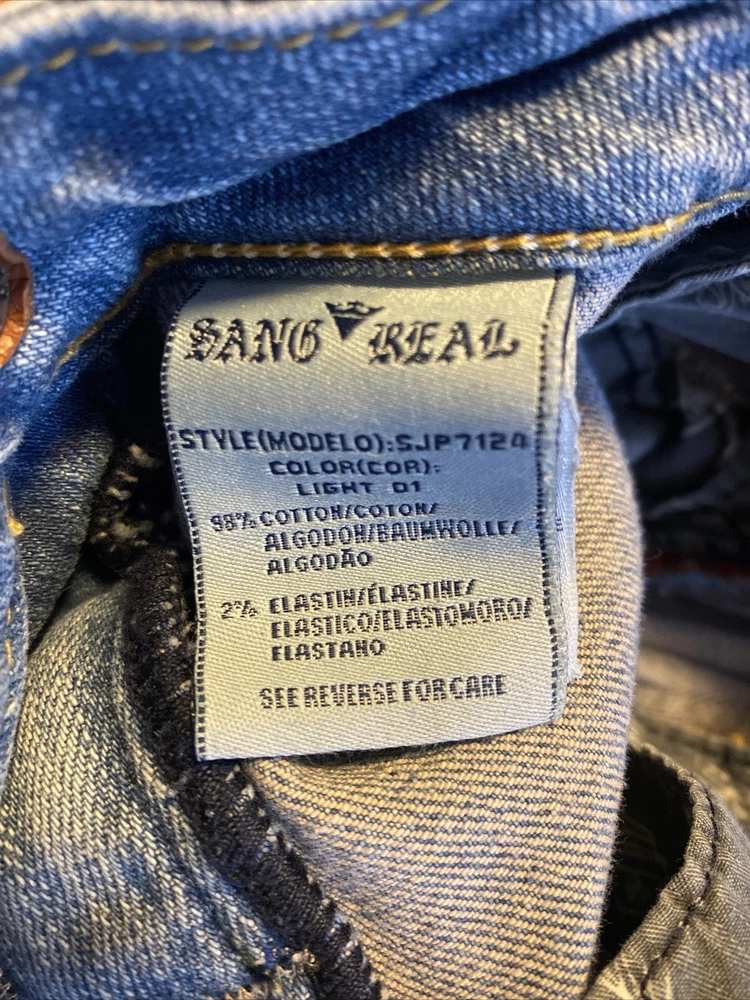 SANG REAL
STYLE(MODELO):SJP7124
COLOR(COR):
LIGHT 01
98% COTTON/COTON/
ALGODON/BAUMWOLLE/
ALGODÃO
2% ELASTIN/ÉLASTINE/
ELASTICO/ELASTOMORO/
ELASTANO
SEE REVERSE FOR CARE